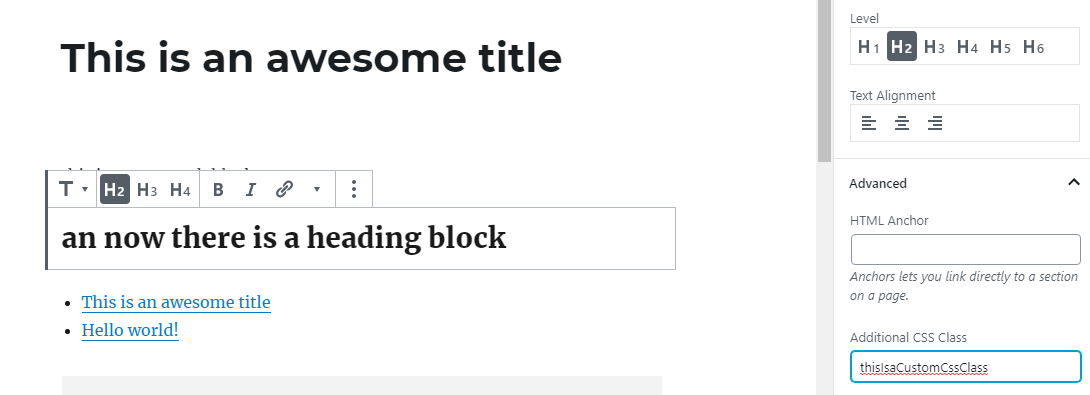 This is an awesome title
T H2 H3 H4 B I
an now there is a heading block
This is an awesome title
Hello world!
Level
H1 H2 H3 H4 H5 H6
Text Alignment
Advanced
HTML Anchor
Anchors lets you link directly to a section
on a page.
Additional CSS Class
thisIsaCustomCssClass